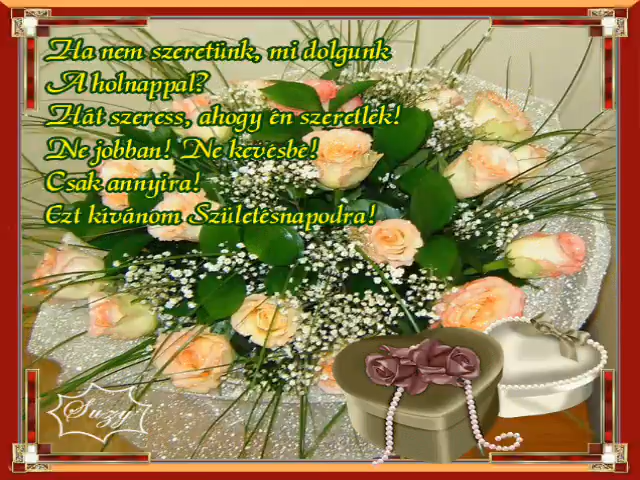 Ha nem szeretünk, mi dolgunk
A holnappal?
Hát szeress, ahogy én szeretlek!
Ne jobban! Ne kevésbé!
Csak annyira!
Ezt kívánom Születésnapodra!
Suzy